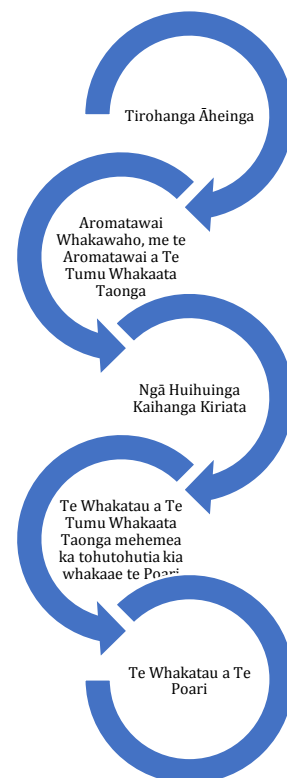 Tirohanga Āheinga
Aromatawai
Whakawaho, me te
Aromatawai a Te
Tumu Whakaata
Taonga
Ngā Huihuinga
Kaihanga Kiriata
Te Whakatau a Te
Tumu Whakaata
Taonga mehemea
ka tohutohutia kia
whakaae te Poari
Te Whakatau a Te
Poari